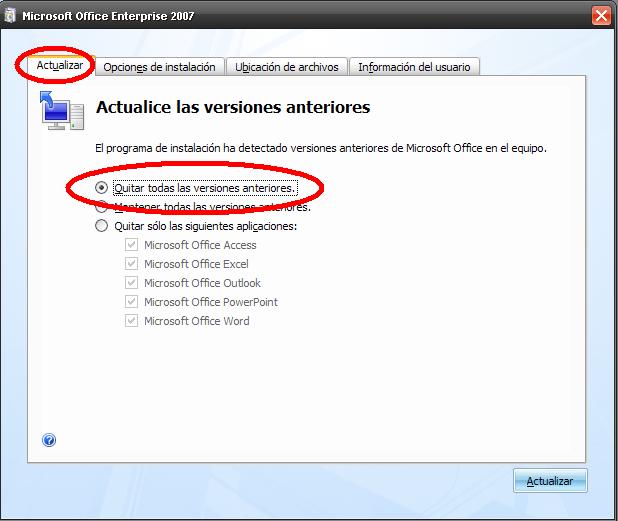 Microsoft Office Enterprise 2007
Actualizar
Opciones de instalación
Ubicación de archivos
Información del usuario
Actualice las versiones anteriores
El programa de instalación ha detectado versiones anteriores de Microsoft Office en el equipo.
Quitar todas las versiones anteriores.
Mantener todas las versiones anteriores.
Quitar sólo las siguientes aplicaciones:
Microsoft Office Access
Microsoft Office Excel
Microsoft Office Outlook
Microsoft Office PowerPoint
Microsoft Office Word
?
Actualizar